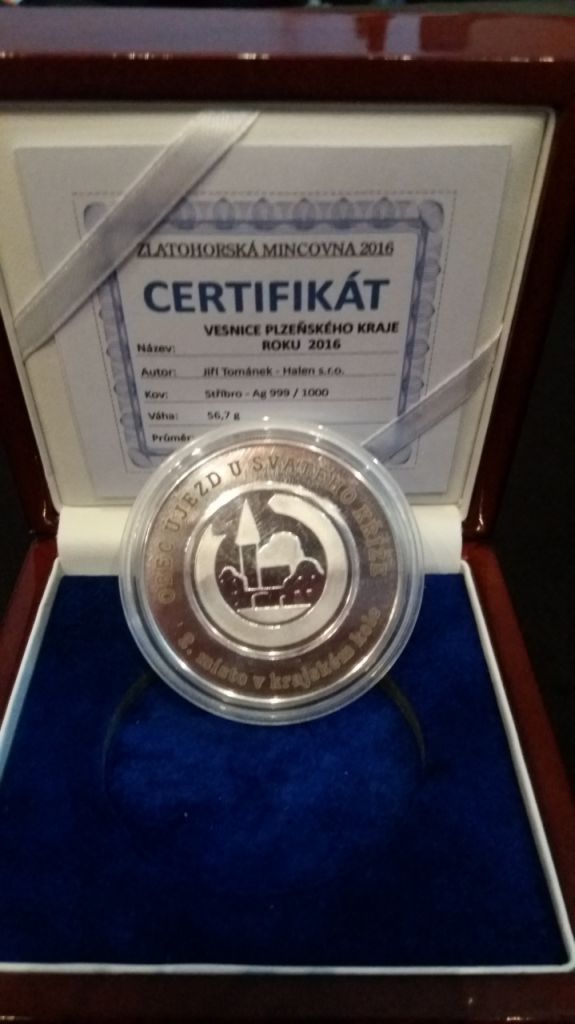 ZLATOHORSKÁ MINCOVNA 2016
CERTIFIKÁT
Název: VESNICE PLZEŇSKÉHO KRAJE
ROKU 2016
Autor: Jiří Tománek - Halen s.r.o.
Kov: Stříbro - Ag 999 / 1000
Váha: 56,7 g
OBEC ÚJEZD U SVATÉHO KŘÍŽE
místo v krajském kole